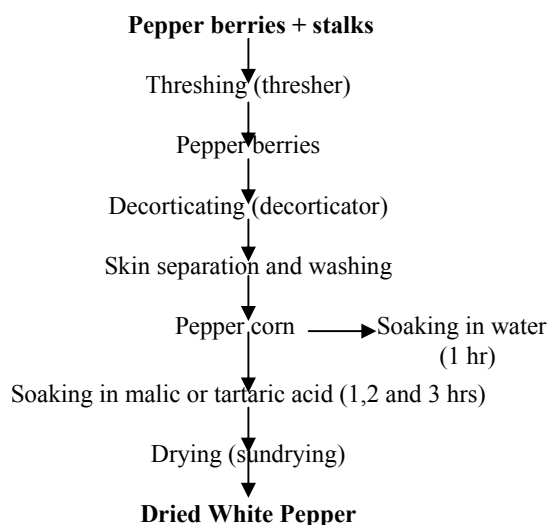 Pepper berries + stalks
Threshing (thresher)
Pepper berries
Decorticating (decorticator)
Skin separation and washing
Pepper corn
Soaking in water
(1 hr)
Soaking in malic or tartaric acid (1,2 and 3 hrs)
Drying (sundrying)
Dried White Pepper